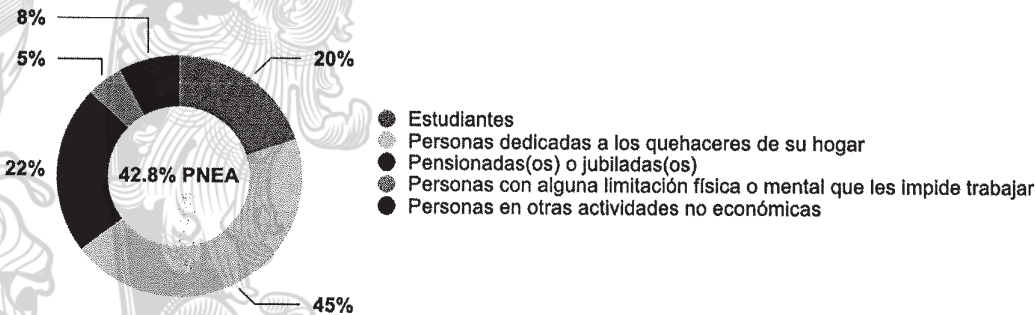 8%
5%
20%
22%
42.8% PNEA
45%
Estudiantes
Personas dedicadas a los quehaceres de su hogar
Pensionadas(os) o jubiladas(os)
Personas con alguna limitación física o mental que les impide trabajar
Personas en otras actividades no económicas